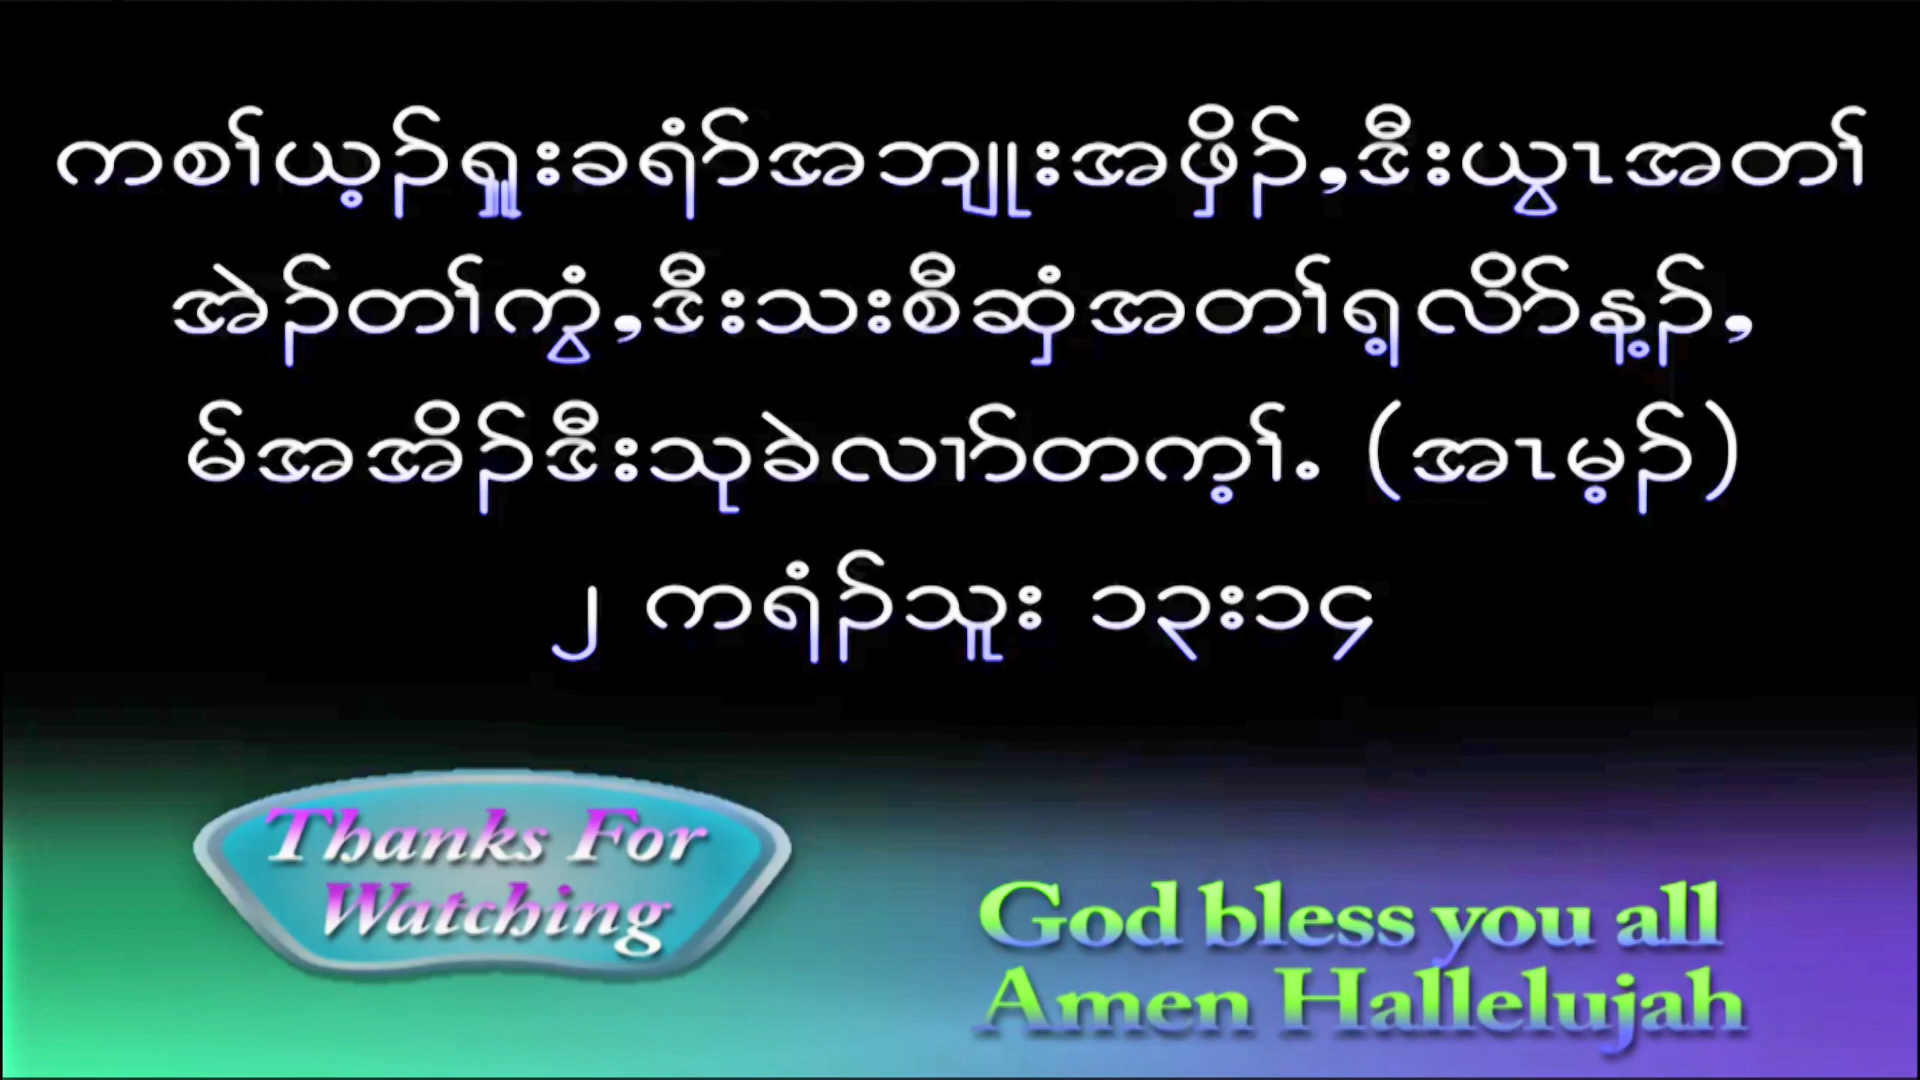 ကစၢ်ယ့ၣ်ရှူးခရံာ်အဘျုးအဖှိၣ်,ဒီးယွၤအတၢ်
အဲၣ်တၢ်ကွံ,ဒီးသးစီဆှံအတၢ်ရ့လိာ်န့ၣ်,
မ်အအိၣ်ဒီးသုခဲလၢာ်တက့ၢ်. (အၤမ့ၣ်)
၂ ကရံၣ်သူး ၁၃း၁၄
Thanks For
Watching
God bless you all
Amen Hallelujah